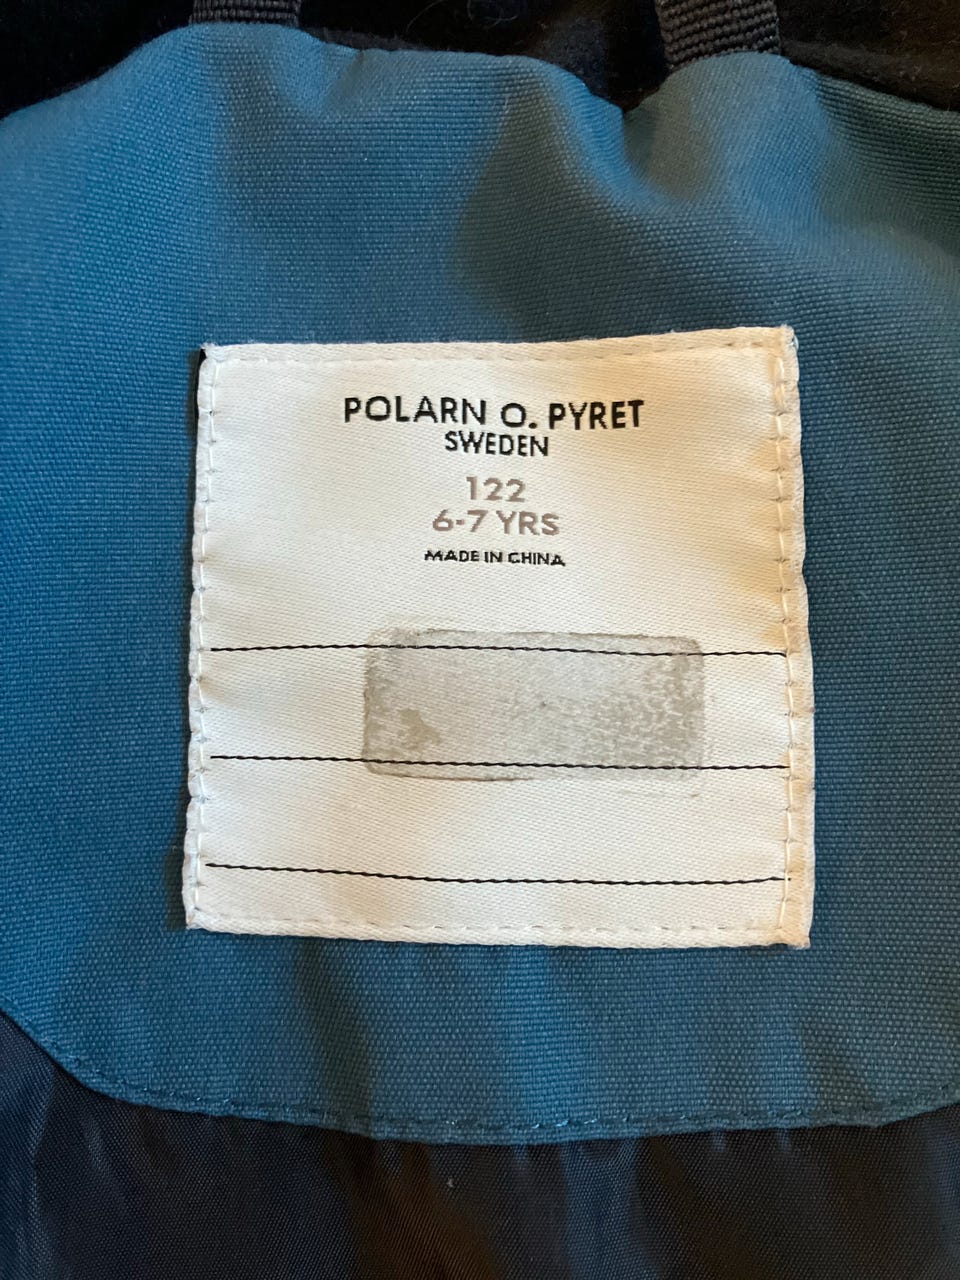 POLARN O. PYRET
SWEDEN
122
6-7 YRS
MADE IN CHINA